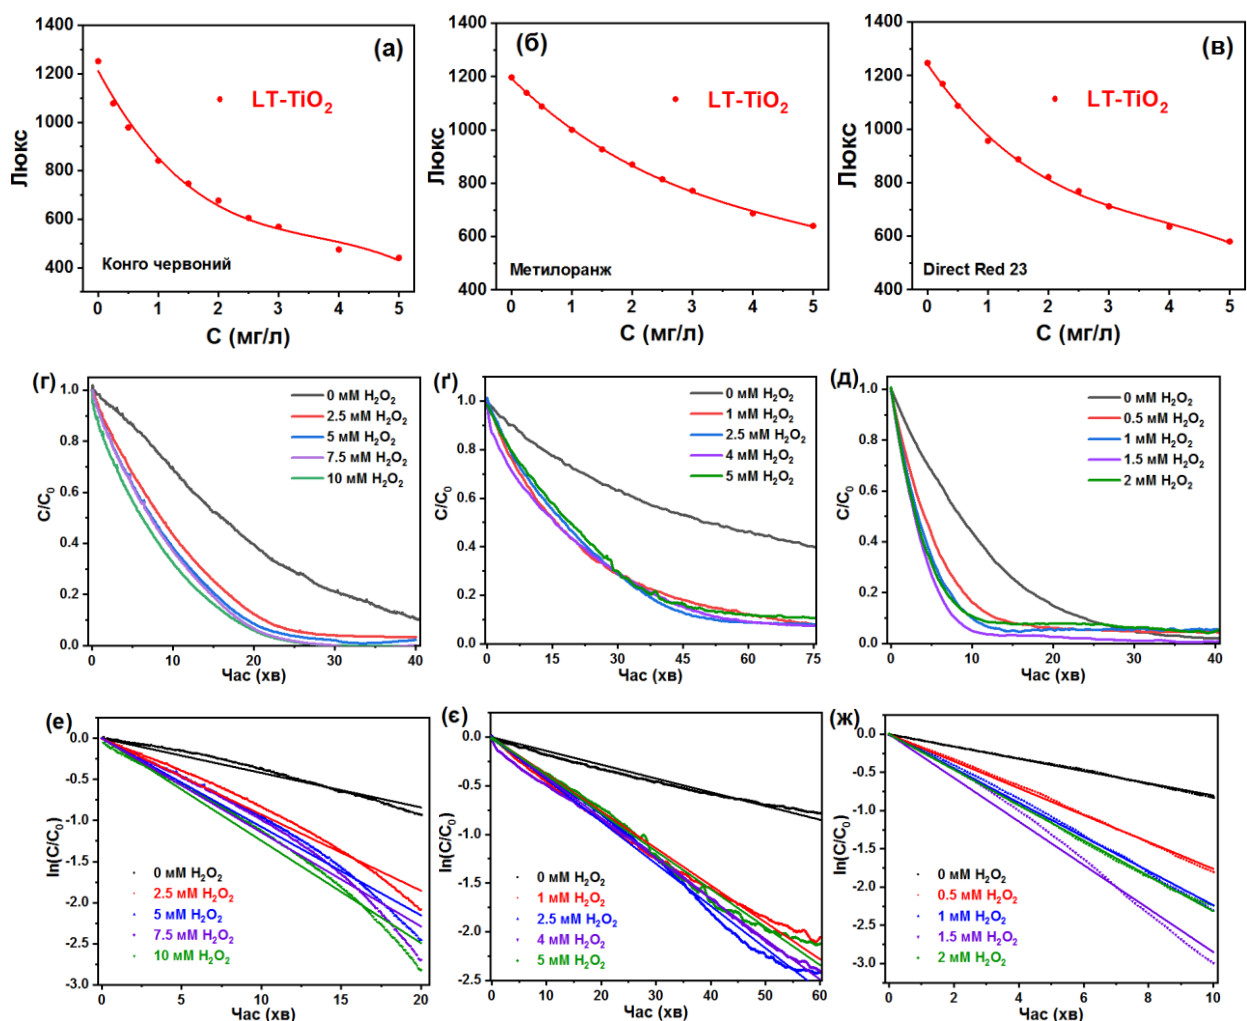 (а)
1400
1200
1000
800
600
400
Люкс
LT-TiO₂
Конго червоний
0 1 2 3 4 5
С (мг/л)
(б)
1400
1200
1000
800
600
400
Люкс
LT-TiO₂
Метилоранж
0 1 2 3 4 5
С (мг/л)
(в)
1400
1200
1000
800
600
400
Люкс
LT-TiO₂
Direct Red 23
0 1 2 3 4 5
С (мг/л)
(г)
1.0
0.8
0.6
0.4
0.2
0.0
C/C₀
0 мМ H₂O₂
2.5 мМ H₂O₂
5 мМ H₂O₂
7.5 мМ H₂O₂
10 мМ H₂O₂
0 10 20 30 40
Час (хв)
(ґ)
1.0
0.8
0.6
0.4
0.2
0.0
C/C₀
0 мМ H₂O₂
1 мМ H₂O₂
2.5 мМ H₂O₂
4 мМ H₂O₂
5 мМ H₂O₂
0 15 30 45 60 75
Час (хв)
(д)
1.0
0.8
0.6
0.4
0.2
0.0
C/C₀
0 мМ H₂O₂
0.5 мМ H₂O₂
1 мМ H₂O₂
1.5 мМ H₂O₂
2 мМ H₂O₂
0 10 20 30 40
Час (хв)
(е)
0.0
-0.5
-1.0
-1.5
-2.0
-2.5
-3.0
ln(C/C₀)
0 мМ H₂O₂
2.5 мМ H₂O₂
5 мМ H₂O₂
7.5 мМ H₂O₂
10 мМ H₂O₂
0 5 10 15 20
Час (хв)
(є)
0.0
-0.5
-1.0
-1.5
-2.0
-2.5
ln(C/C₀)
0 мМ H₂O₂
1 мМ H₂O₂
2.5 мМ H₂O₂
4 мМ H₂O₂
5 мМ H₂O₂
0 10 20 30 40 50 60
Час (хв)
(ж)
0.0
-0.5
-1.0
-1.5
-2.0
-2.5
-3.0
ln(C/C₀)
0 мМ H₂O₂
0.5 мМ H₂O₂
1 мМ H₂O₂
1.5 мМ H₂O₂
2 мМ H₂O₂
0 2 4 6 8 10
Час (хв)